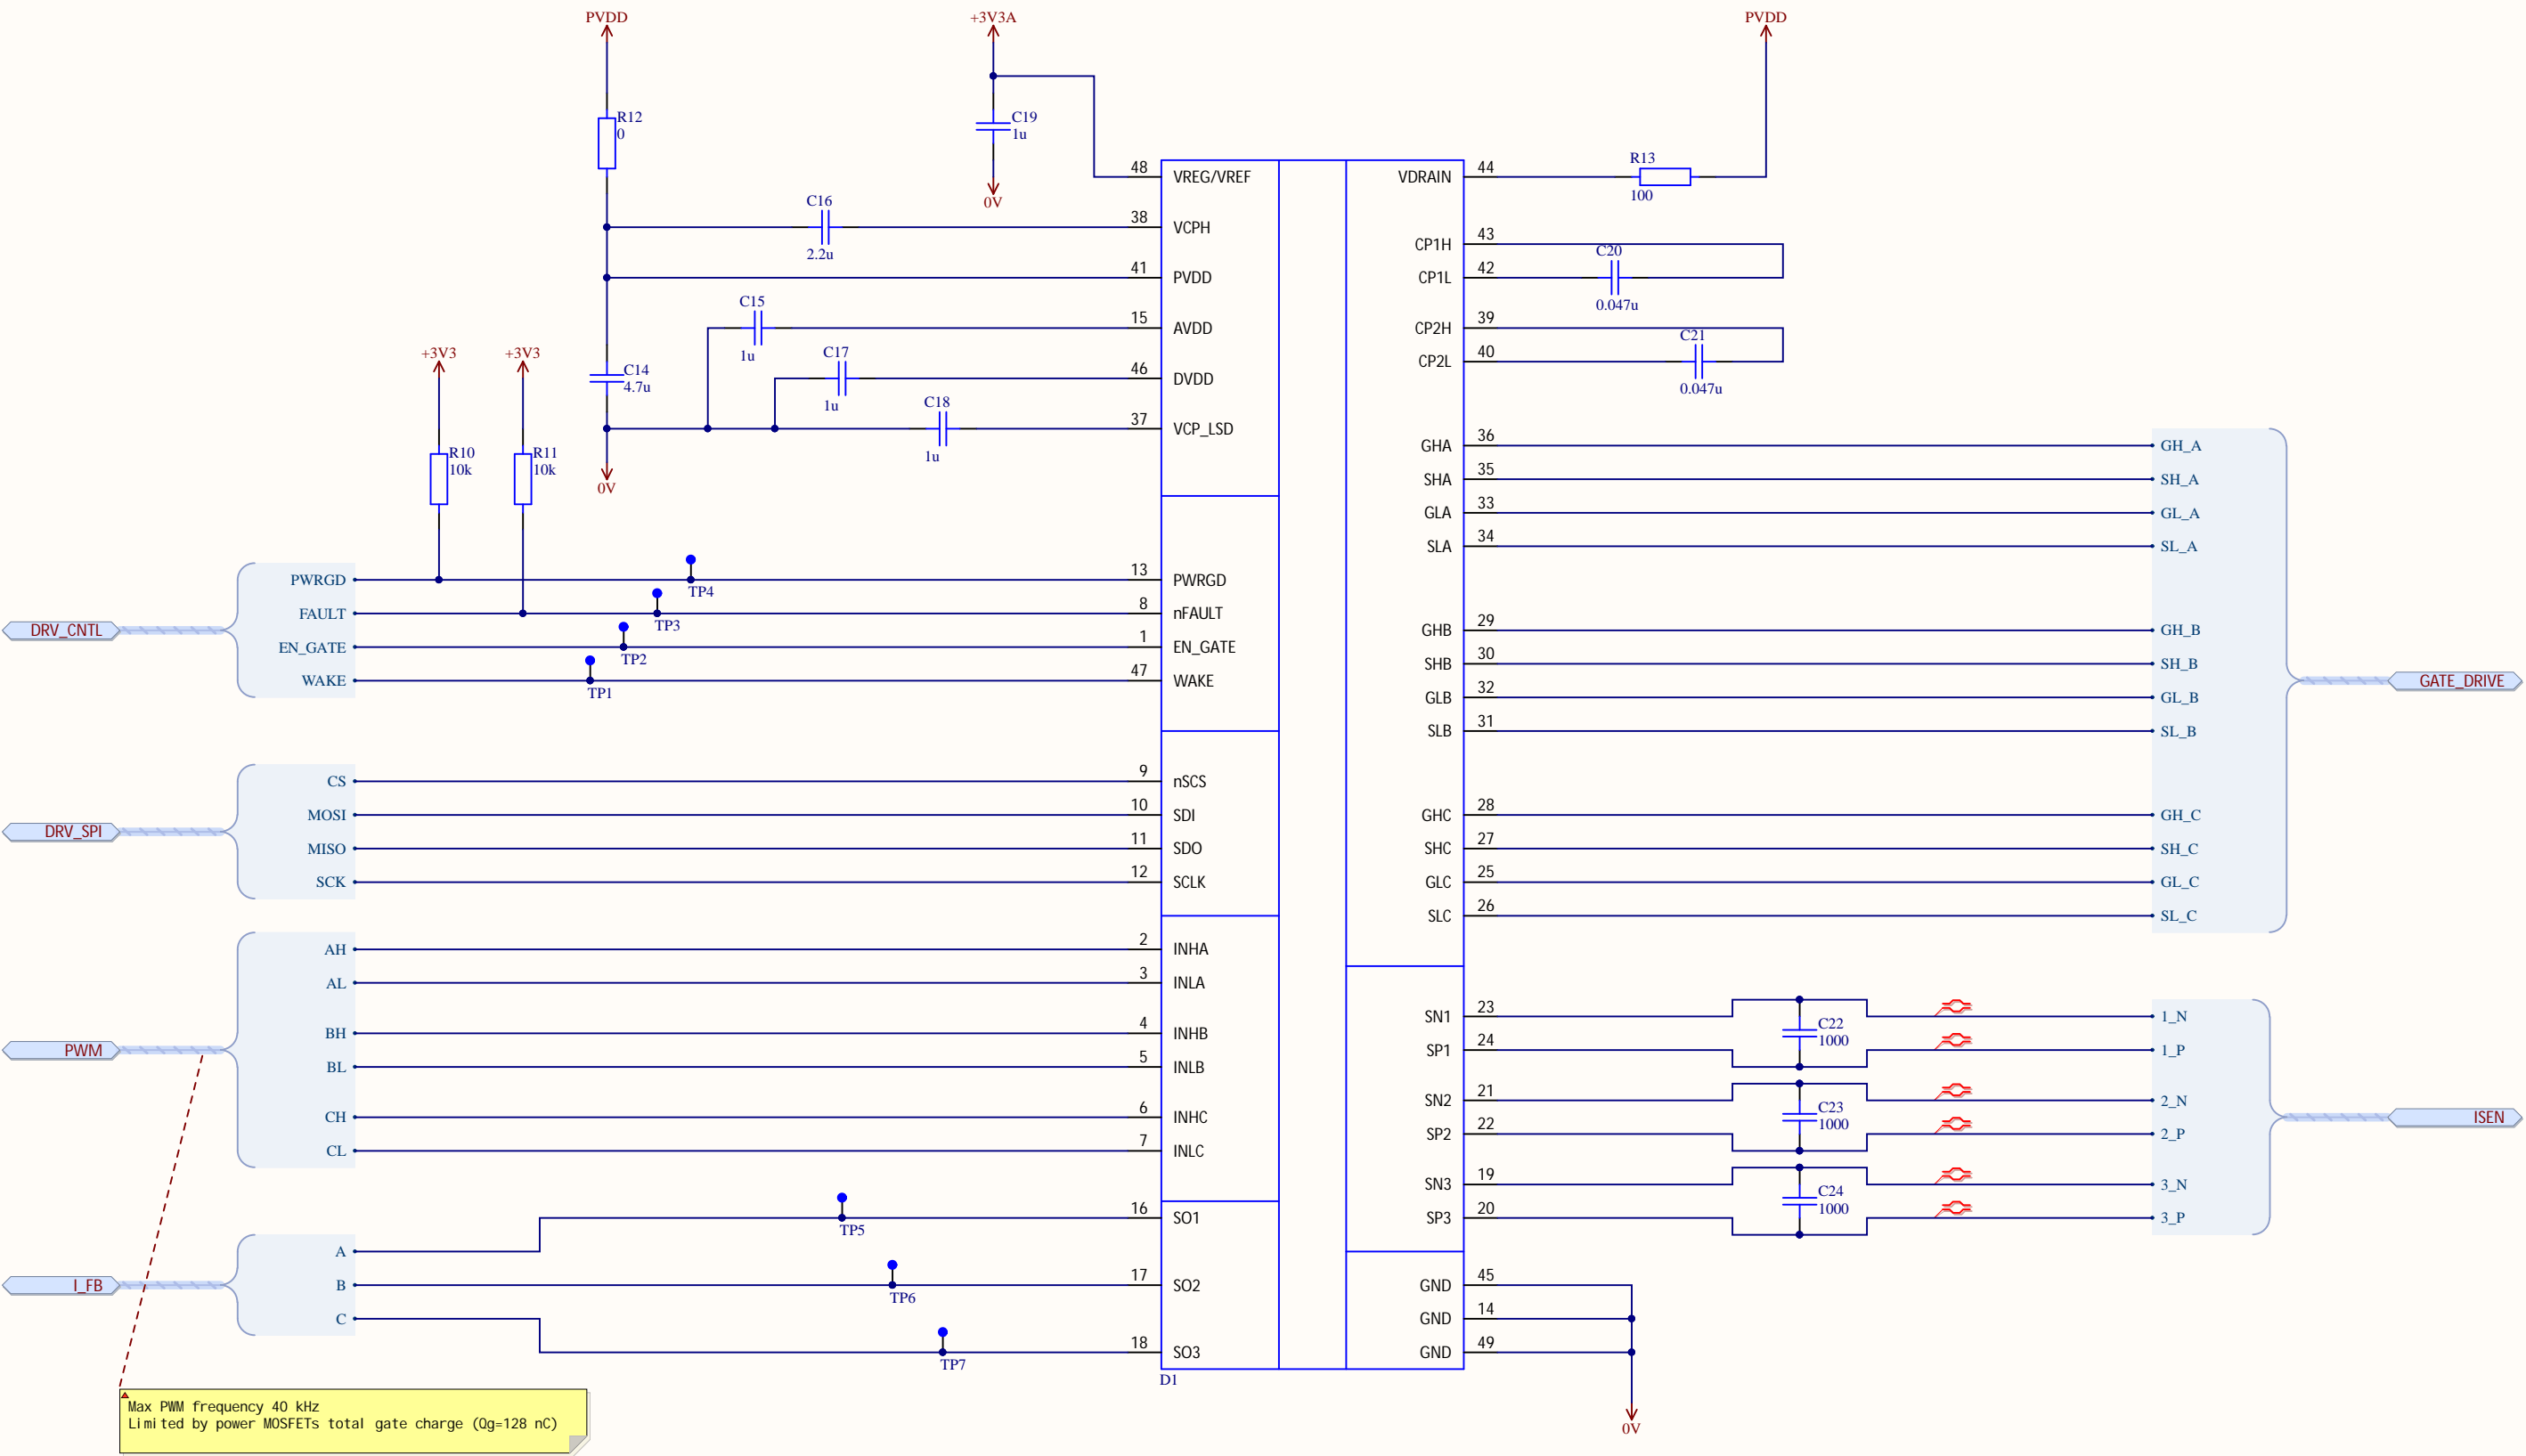 PVDD
+3V3A
PVDD
R12
0
C19
1u
0V
48
VREG/VREF
VDRAIN
44
R13
100
C16
2.2u
38
VCPH
CP1H
43
C20
0.047u
41
PVDD
CP1L
42
C15
1u
15
AVDD
CP2H
39
C21
0.047u
CP2L
40
C17
1u
46
DVDD
+3V3
+3V3
C14
4.7u
C18
1u
37
VCP_LSD
0V
R10
10k
R11
10k
GHA
36
GH_A
SHA
35
SH_A
GLA
33
GL_A
SLA
34
SL_A
DRV_CNTL
PWRGD
TP4
13
PWRGD
FAULT
TP3
8
nFAULT
EN_GATE
TP2
1
EN_GATE
WAKE
TP1
47
WAKE
GHB
29
GH_B
SHB
30
SH_B
GLB
32
GL_B
SLB
31
SL_B
GATE_DRIVE
DRV_SPI
CS
9
nSCS
MOSI
10
SDI
MISO
11
SDO
SCK
12
SCLK
GHC
28
GH_C
SHC
27
SH_C
GLC
25
GL_C
SLC
26
SL_C
PWM
AH
2
INHA
AL
3
INLA
BH
4
INHB
BL
5
INLB
CH
6
INHC
CL
7
INLC
SN1
23
C22
1000
1_N
SP1
24
1_P
SN2
21
C23
1000
2_N
SP2
22
2_P
SN3
19
C24
1000
3_N
SP3
20
3_P
ISEN
I_FB
A
TP5
16
SO1
B
TP6
17
SO2
C
TP7
18
SO3
GND
45
GND
14
GND
49
0V
D1
Max PWM frequency 40 kHz
Limited by power MOSFETs total gate charge (Qg=128 nC)